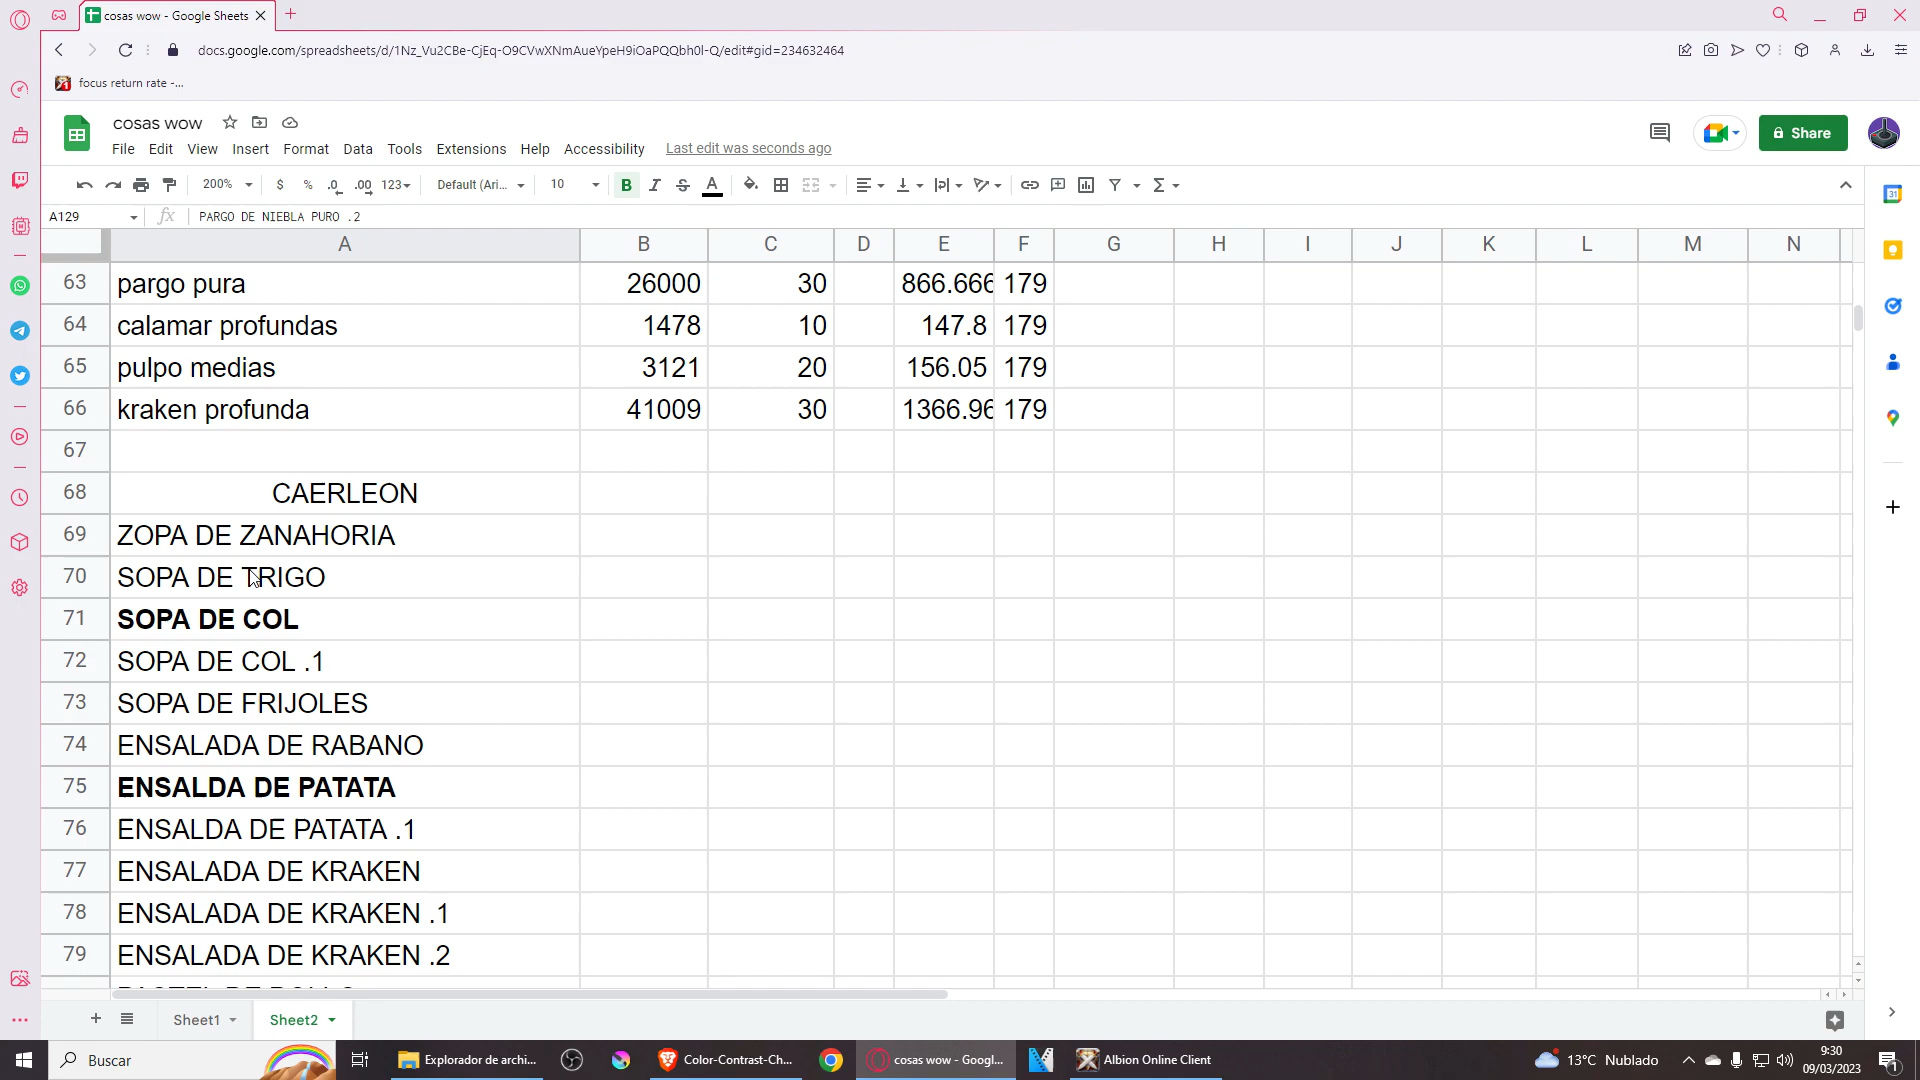 cosas wow - Google Sheets
docs.google.com/spreadsheets/d/1Nz_Vu2CBe-CjEq-O9CVwXNmAueYpeH9iOaPQQbh0l-Q/edit#gid=234632464
focus return rate -...
cosas wow
File Edit View Insert Format Data Tools Extensions Help Accessibility Last edit was seconds ago
Share
200% $ % .0 .00 123 Default (Ari... 10 B I S A
A129 fx PARGO DE NIEBLA PURO .2
A B C D E F G H I J K L M N
63 pargo pura 26000 30 866.666 179
64 calamar profundas 1478 10 147.8 179
65 pulpo medias 3121 20 156.05 179
66 kraken profunda 41009 30 1366.96 179
67
68 CAERLEON
69 ZOPA DE ZANAHORIA
70 SOPA DE TRIGO
71 SOPA DE COL
72 SOPA DE COL .1
73 SOPA DE FRIJOLES
74 ENSALADA DE RABANO
75 ENSALDA DE PATATA
76 ENSALDA DE PATATA .1
77 ENSALADA DE KRAKEN
78 ENSALADA DE KRAKEN .1
79 ENSALADA DE KRAKEN .2
Sheet1 Sheet2
Buscar
Explorador de archi...
Color-Contrast-Ch...
cosas wow - Googl...
Albion Online Client
13°C Nublado
9:30
09/03/2023